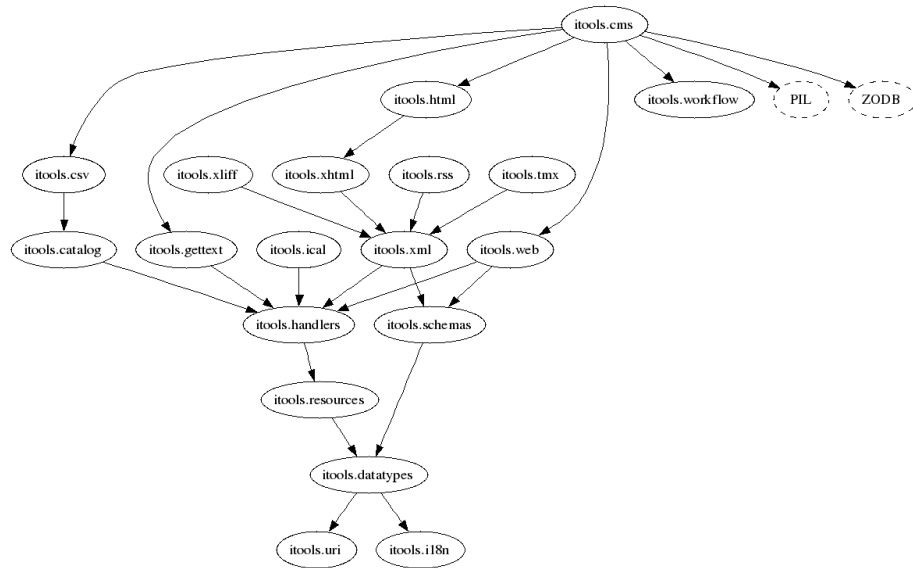 itools.cms
itools.html
itools.workflow
PIL
ZODB
itools.csv
itools.xliff
itools.xhtml
itools.rss
itools.tmx
itools.catalog
itools.gettext
itools.ical
itools.xml
itools.web
itools.handlers
itools.schemas
itools.resources
itools.datatypes
itools.uri
itools.i18n